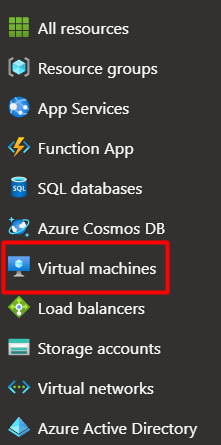 All resources
Resource groups
App Services
Function App
SQL databases
Azure Cosmos DB
Virtual machines
Load balancers
Storage accounts
Virtual networks
Azure Active Directory